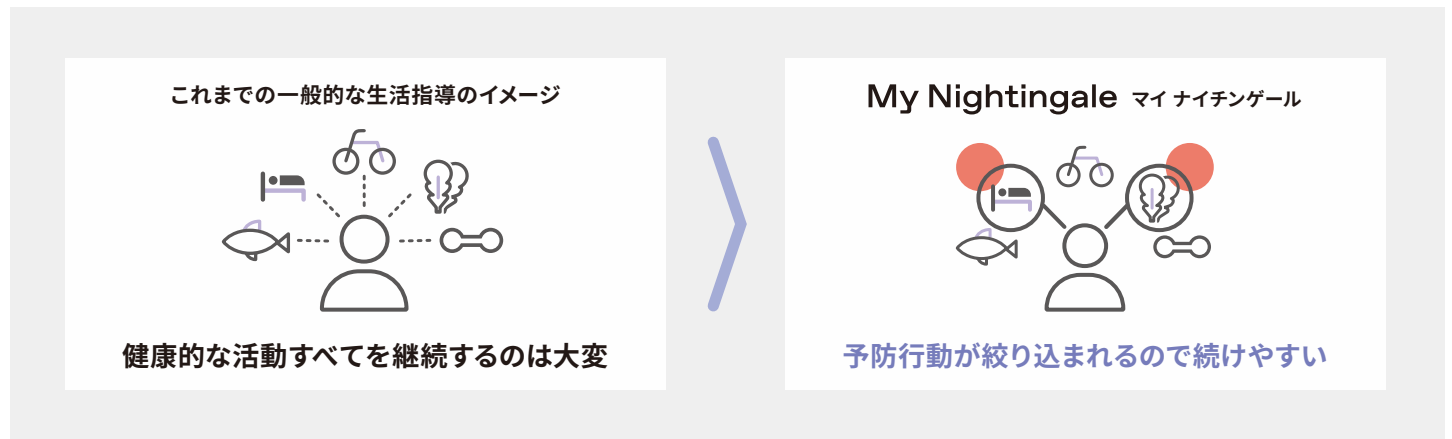 これまでの一般的な生活指導のイメージ
健康的な活動すべてを継続するのは大変
My Nightingale マイ ナイチンゲール
予防行動が絞り込まれるので続けやすい